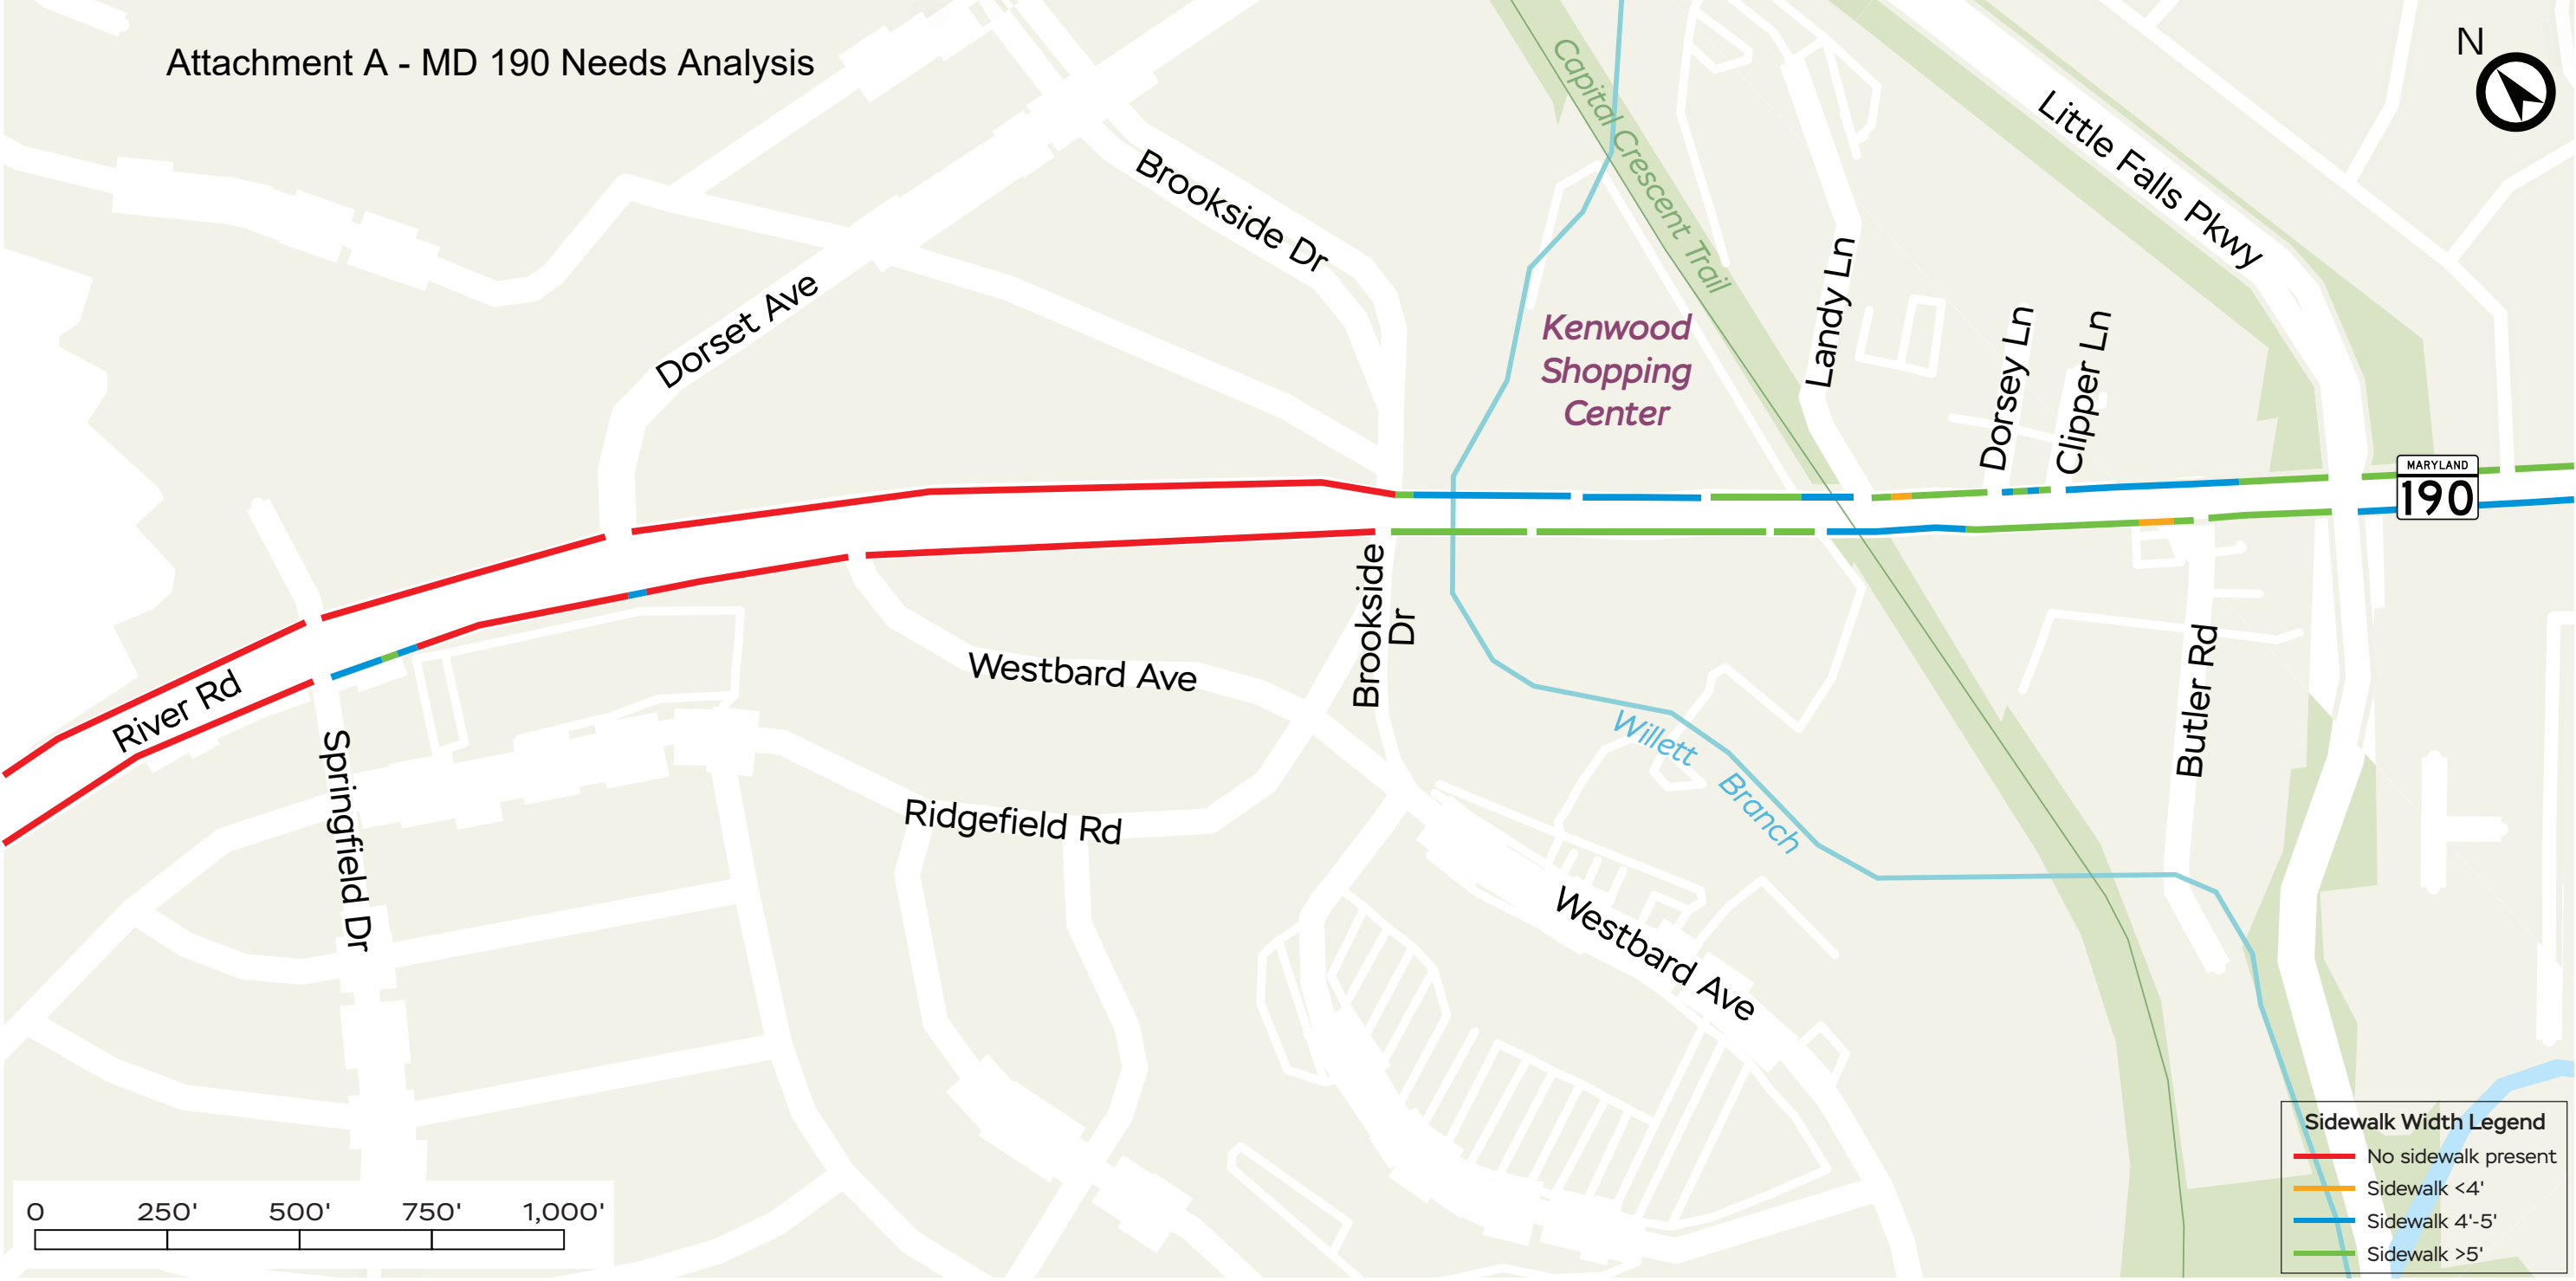 Attachment A - MD 190 Needs Analysis
N
Capital Crescent Trail
Little Falls Pkwy
Brookside Dr
Dorset Ave
Landy Ln
Kenwood
Shopping
Center
Dorsey Ln
Clipper Ln
MARYLAND
190
River Rd
Brookside
Dr
Westbard Ave
Springfield Dr
Ridgefield Rd
Willett Branch
Butler Rd
Westbard Ave
0 250' 500' 750' 1,000'
Sidewalk Width Legend
No sidewalk present
Sidewalk <4'
Sidewalk 4'-5'
Sidewalk >5'